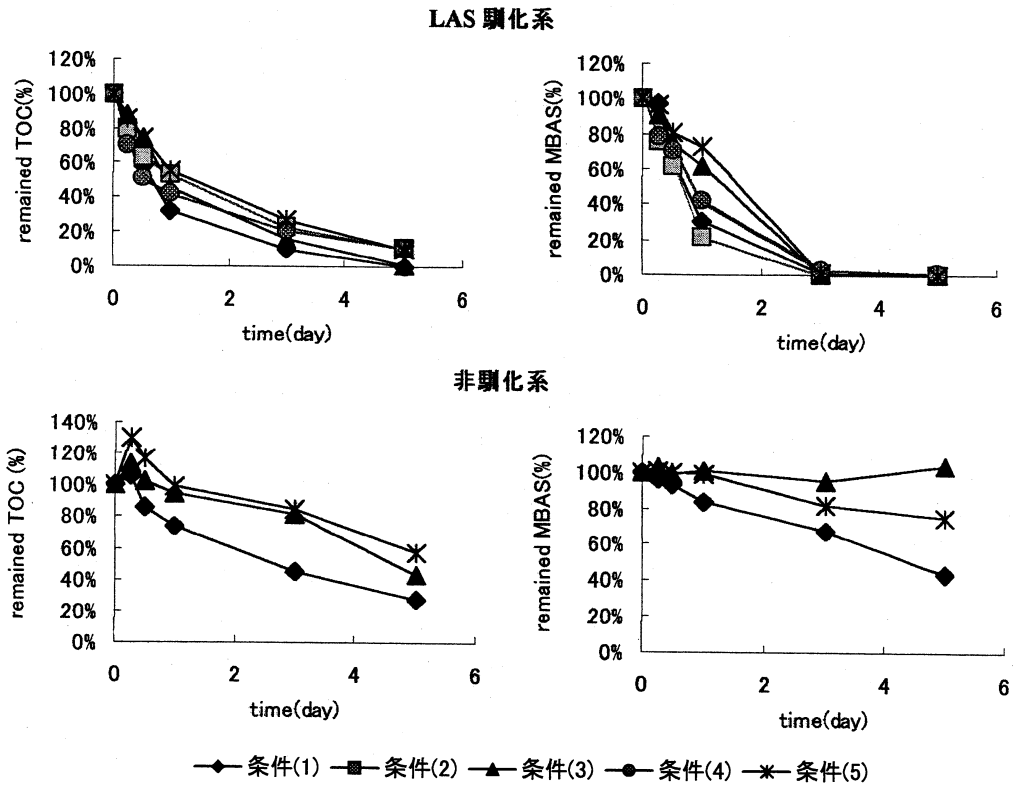 LAS 馴化系
120%
100%
80%
60%
40%
20%
0%
remained TOC(%)
0 2 4 6
time(day)
120%
100%
80%
60%
40%
20%
0%
remained MBAS(%)
0 2 4 6
time(day)
非馴化系
140%
120%
100%
80%
60%
40%
20%
0%
remained TOC (%)
0 2 4 6
time(day)
120%
100%
80%
60%
40%
20%
0%
remained MBAS(%)
0 2 4 6
time(day)
条件(1) 条件(2) 条件(3) 条件(4) 条件(5)